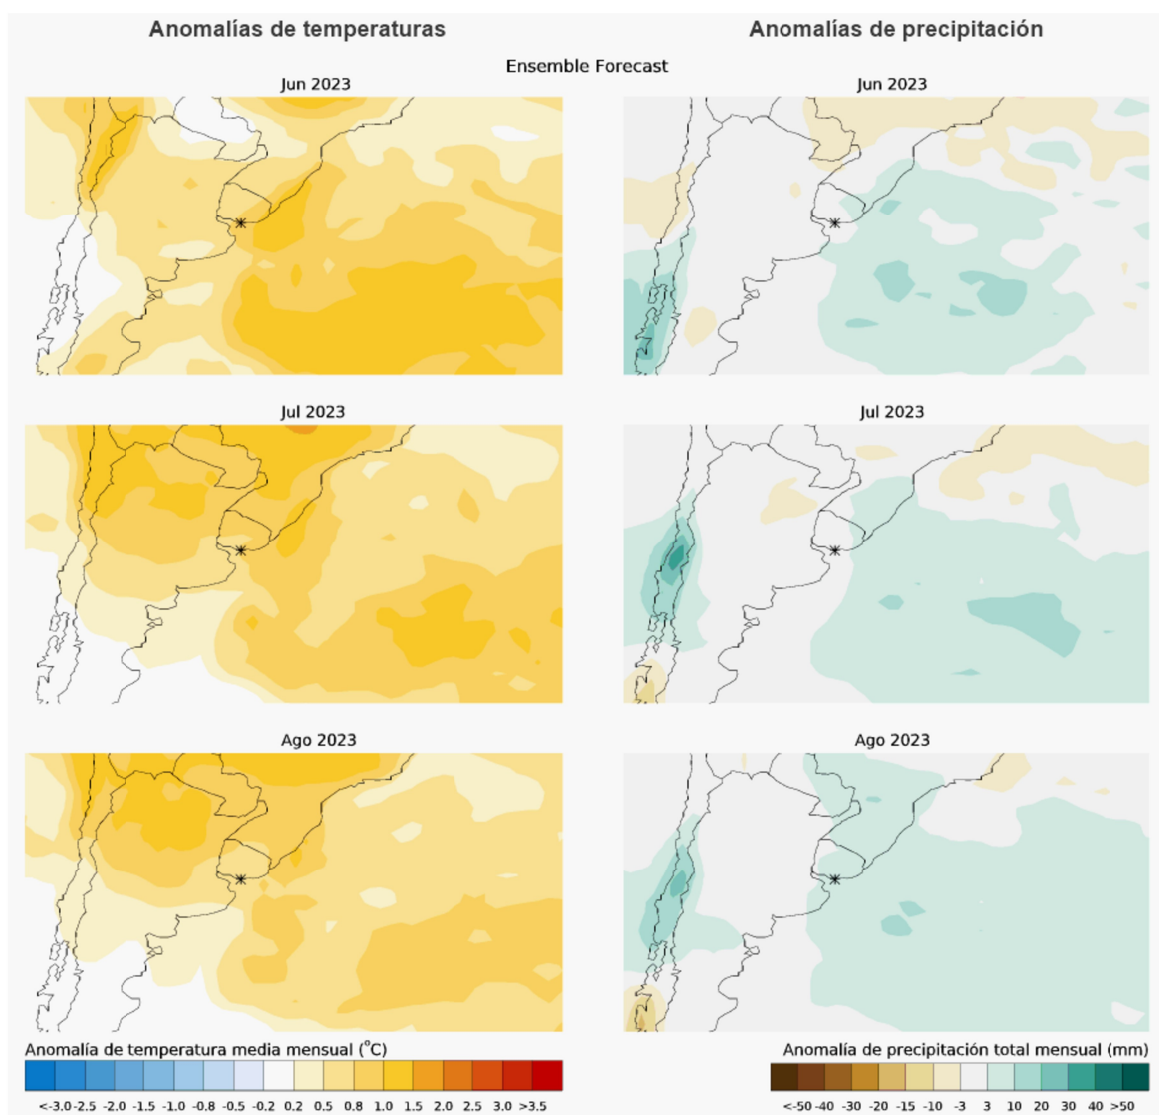 Anomalías de temperaturas
Anomalías de precipitación
Ensemble Forecast
Jun 2023
Jun 2023
Jul 2023
Jul 2023
Ago 2023
Ago 2023
Anomalía de temperatura media mensual (°C)
<-3.0 -2.5 -2.0 -1.5 -1.0 -0.8 -0.5 -0.2 0.2 0.5 0.8 1.0 1.5 2.0 2.5 3.0 >3.5
Anomalía de precipitación total mensual (mm)
<-50 -40 -30 -20 -15 -10 -3 3 10 20 30 40 >50